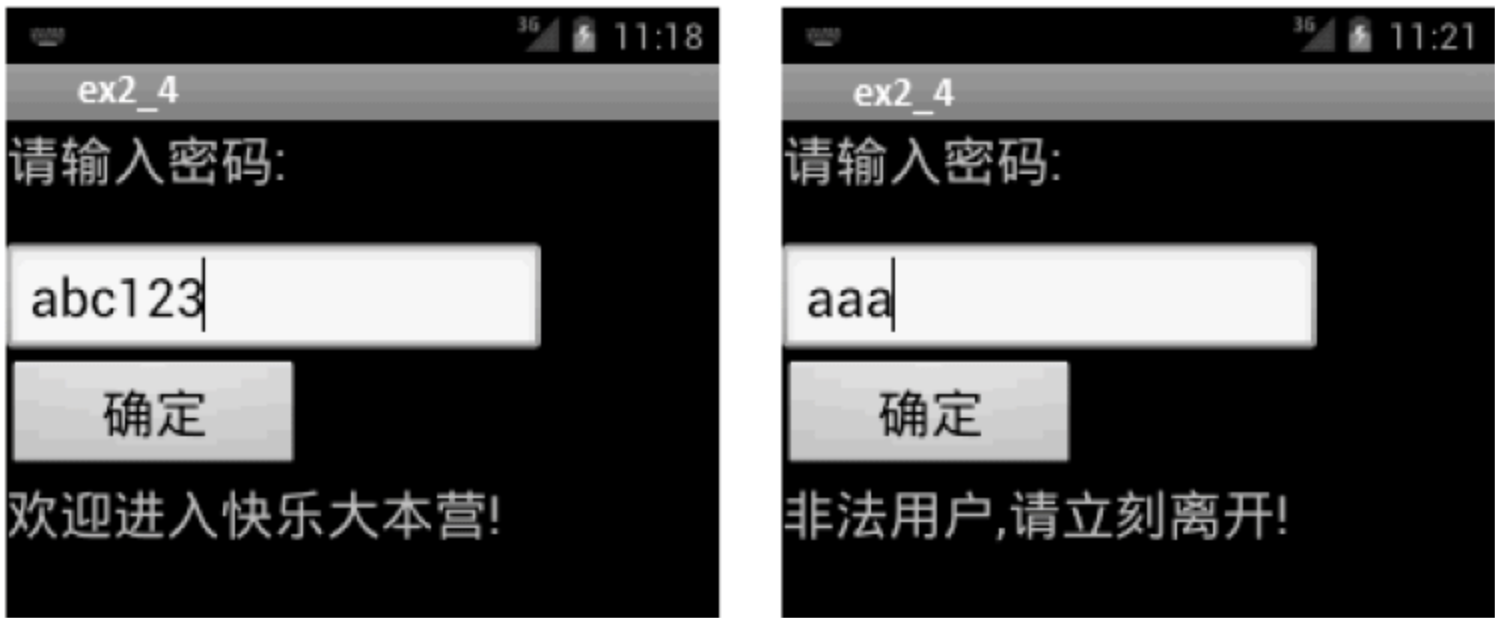 3G 11:18
ex2_4
请输入密码:
abc123
确定
欢迎进入快乐大本营!
3G 11:21
ex2_4
请输入密码:
aaa
确定
非法用户,请立刻离开!